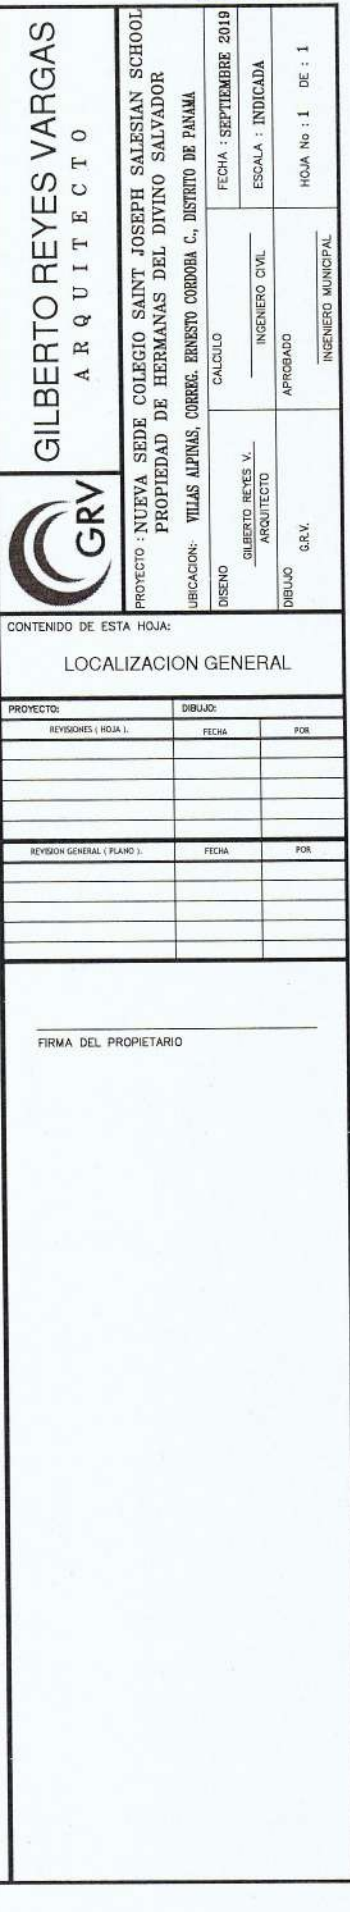 GILBERTO REYES VARGAS
ARQUITECTO
GRV
PROYECTO : NUEVA SEDE COLEGIO SAINT JOSEPH SALESIAN SCHOOL
PROPIEDAD DE HERMANAS DEL DIVINO SALVADOR
UBICACION:- VILLAS ALPINAS, CORREG. ERNESTO CORDOBA C., DISTRITO DE PANAMA
DISENO
GILBERTO REYES V.
ARQUITECTO
CALCULO
INGENIERO CIVIL
FECHA : SEPTIEMBRE 2019
ESCALA : INDICADA
DIBUJO
G.R.V.
APROBADO
INGENIERO MUNICIPAL
HOJA No : 1 DE : 1
CONTENIDO DE ESTA HOJA:
LOCALIZACION GENERAL
PROYECTO: DIBUJO:
REVISIONES ( HOJA ). FECHA POR
REVISION GENERAL ( PLANO ). FECHA POR
FIRMA DEL PROPIETARIO